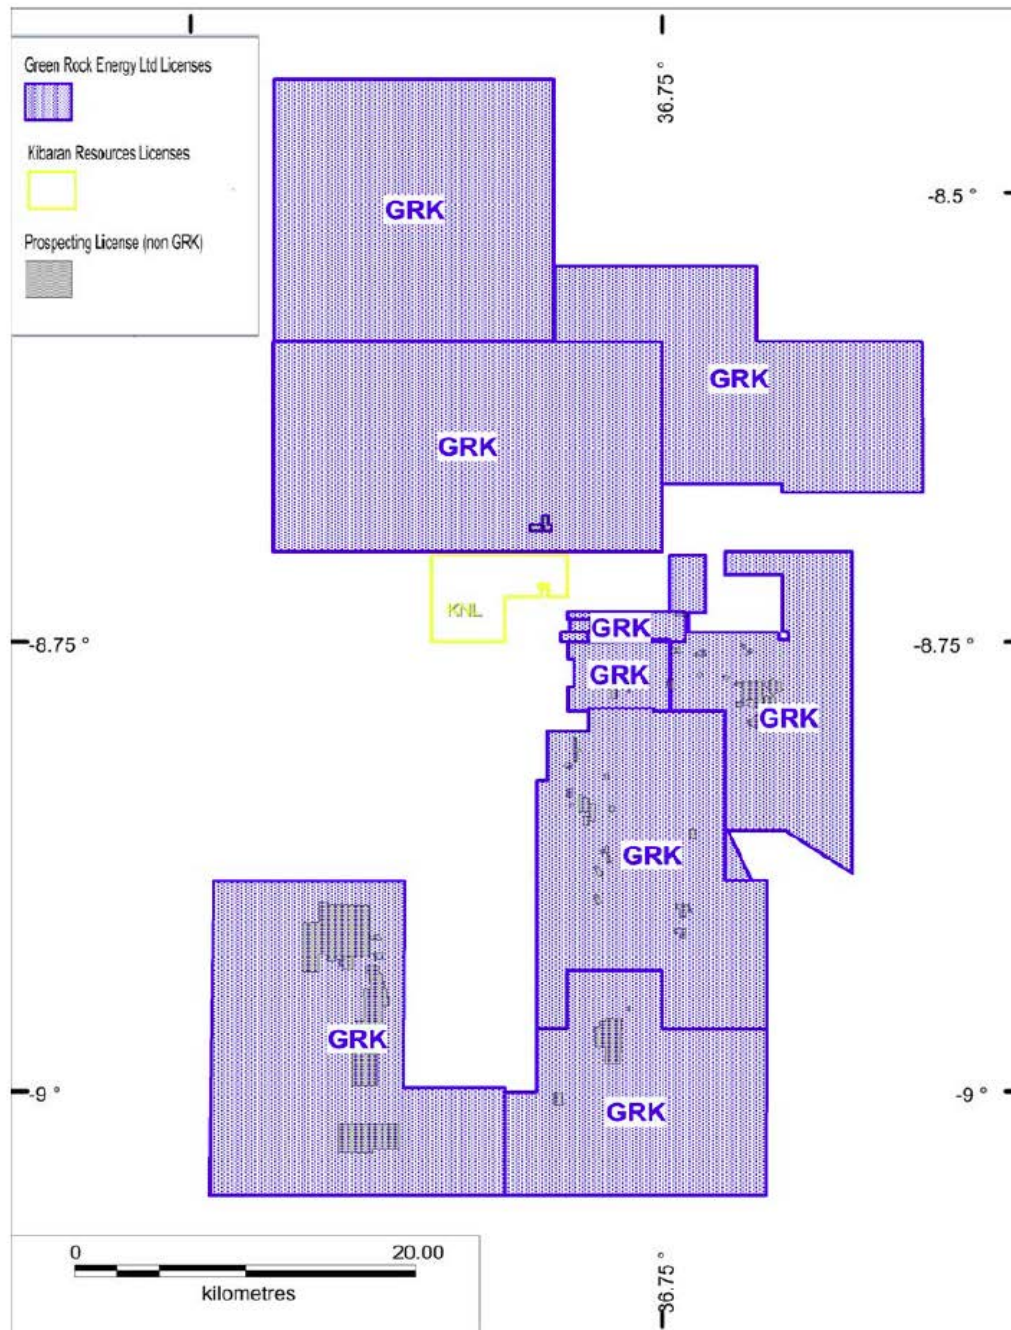 Green Rock Energy Ltd Licenses
Kibaran Resources Licenses
Prospecting License (non GRK)
36.75 °
-8.5 °
GRK
GRK
GRK
KNL
GRK
-8.75 °
-8.75 °
GRK
GRK
GRK
GRK
-9 °
-9 °
GRK
0 20.00
kilometres
36.75 °